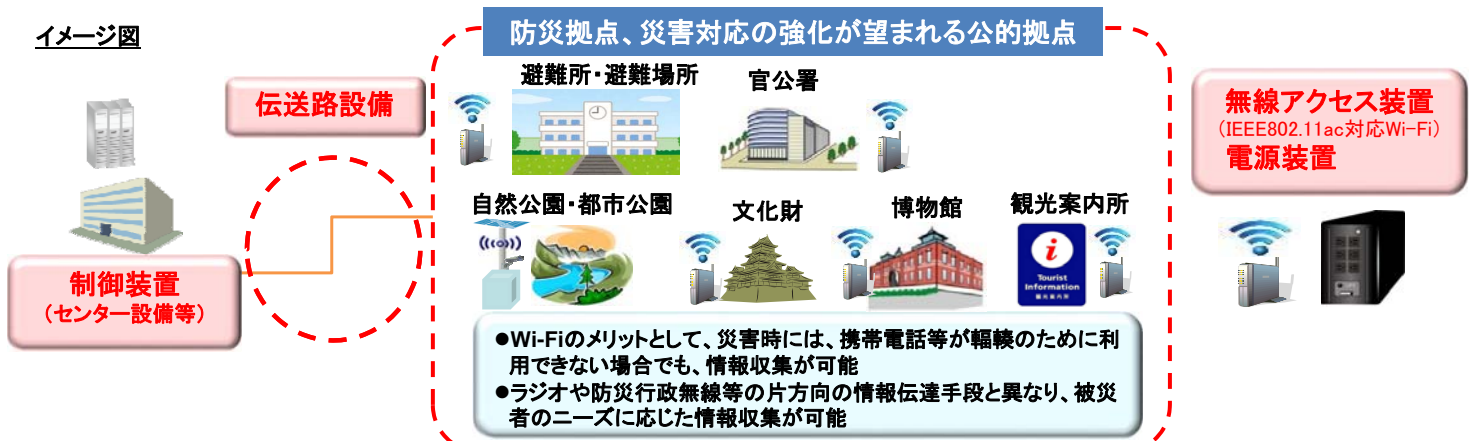 イメージ図
防災拠点、災害対応の強化が望まれる公的拠点
伝送路設備
避難所・避難場所
官公署
無線アクセス装置
（IEEE802.11ac対応Wi-Fi）
電源装置
自然公園・都市公園
文化財
博物館
観光案内所
i
Tourist
Information
観光案内所
制御装置
（センター設備等）
●Wi-Fiのメリットとして、災害時には、携帯電話等が輻輳のために利
用できない場合でも、情報収集が可能
●ラジオや防災行政無線等の片方向の情報伝達手段と異なり、被災
者のニーズに応じた情報収集が可能